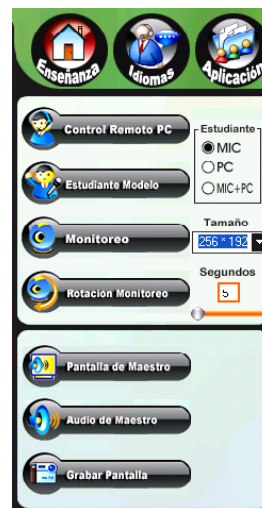 Enseñanza
Idiomas
Aplicación
Control Remoto PC
Estudiante
MIC
PC
MIC+PC
Estudiante Modelo
Tamaño
Monitoreo
256 * 192
Segundos
5
Rotación Monitoreo
Pantalla de Maestro
Audio de Maestro
Grabar Pantalla